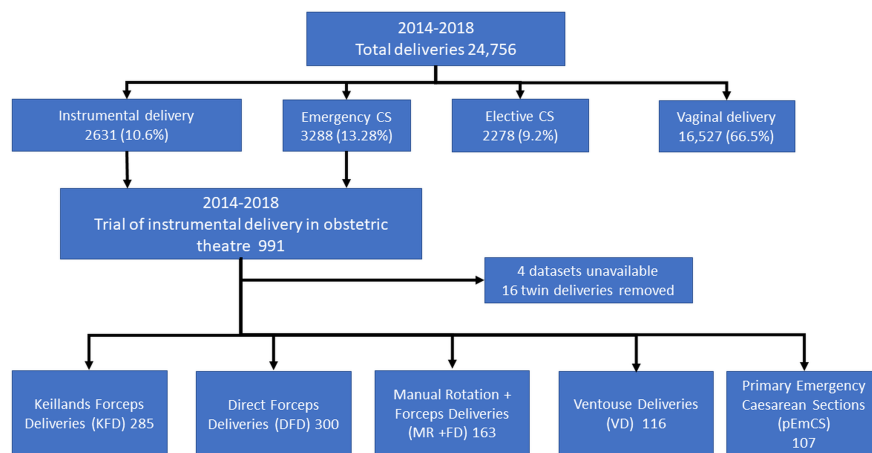 2014-2018
Total deliveries 24,756
Instrumental delivery
2631 (10.6%)
Emergency CS
3288 (13.28%)
Elective CS
2278 (9.2%)
Vaginal delivery
16,527 (66.5%)
2014-2018
Trial of instrumental delivery in obstetric
theatre 991
4 datasets unavailable
16 twin deliveries removed
Keillands Forceps
Deliveries (KFD) 285
Direct Forceps
Deliveries (DFD) 300
Manual Rotation +
Forceps Deliveries
(MR +FD) 163
Ventouse Deliveries
(VD) 116
Primary Emergency
Caesarean Sections
(pEmCS)
107